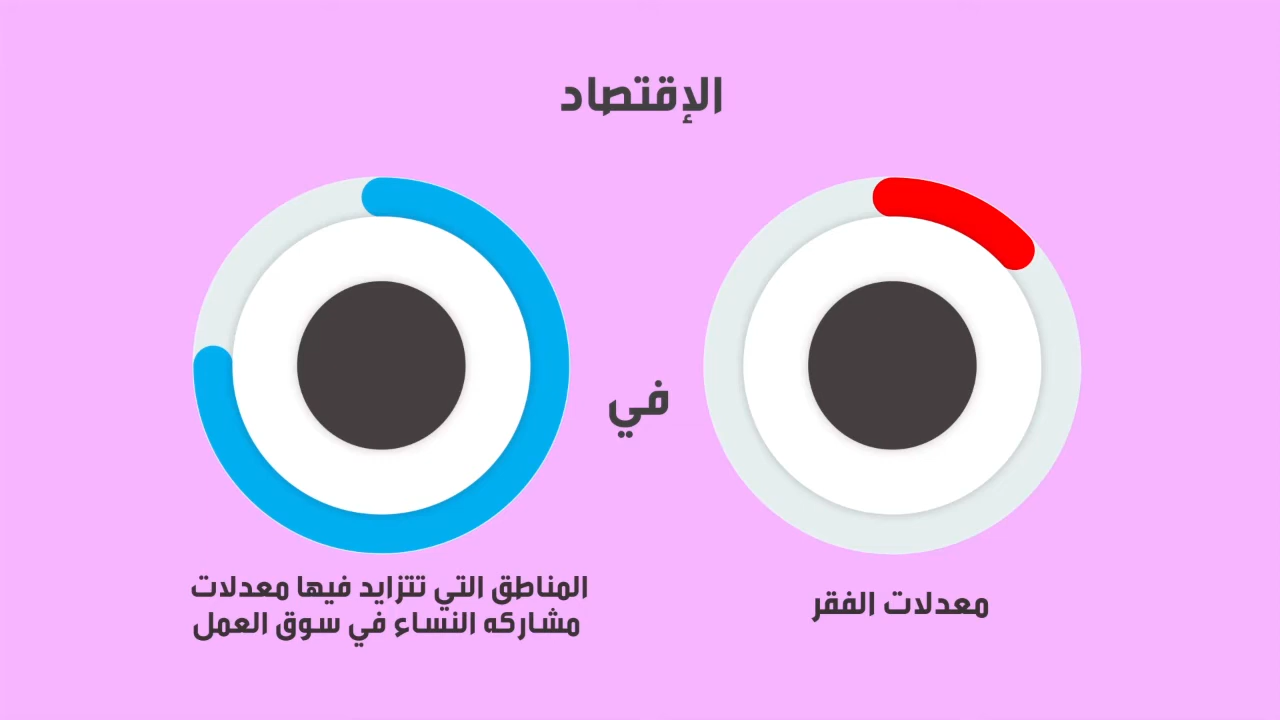 الإقتصاد
معدلات الفقر
في
المناطق التي تتزايد فيها معدلات
مشاركه النساء في سوق العمل